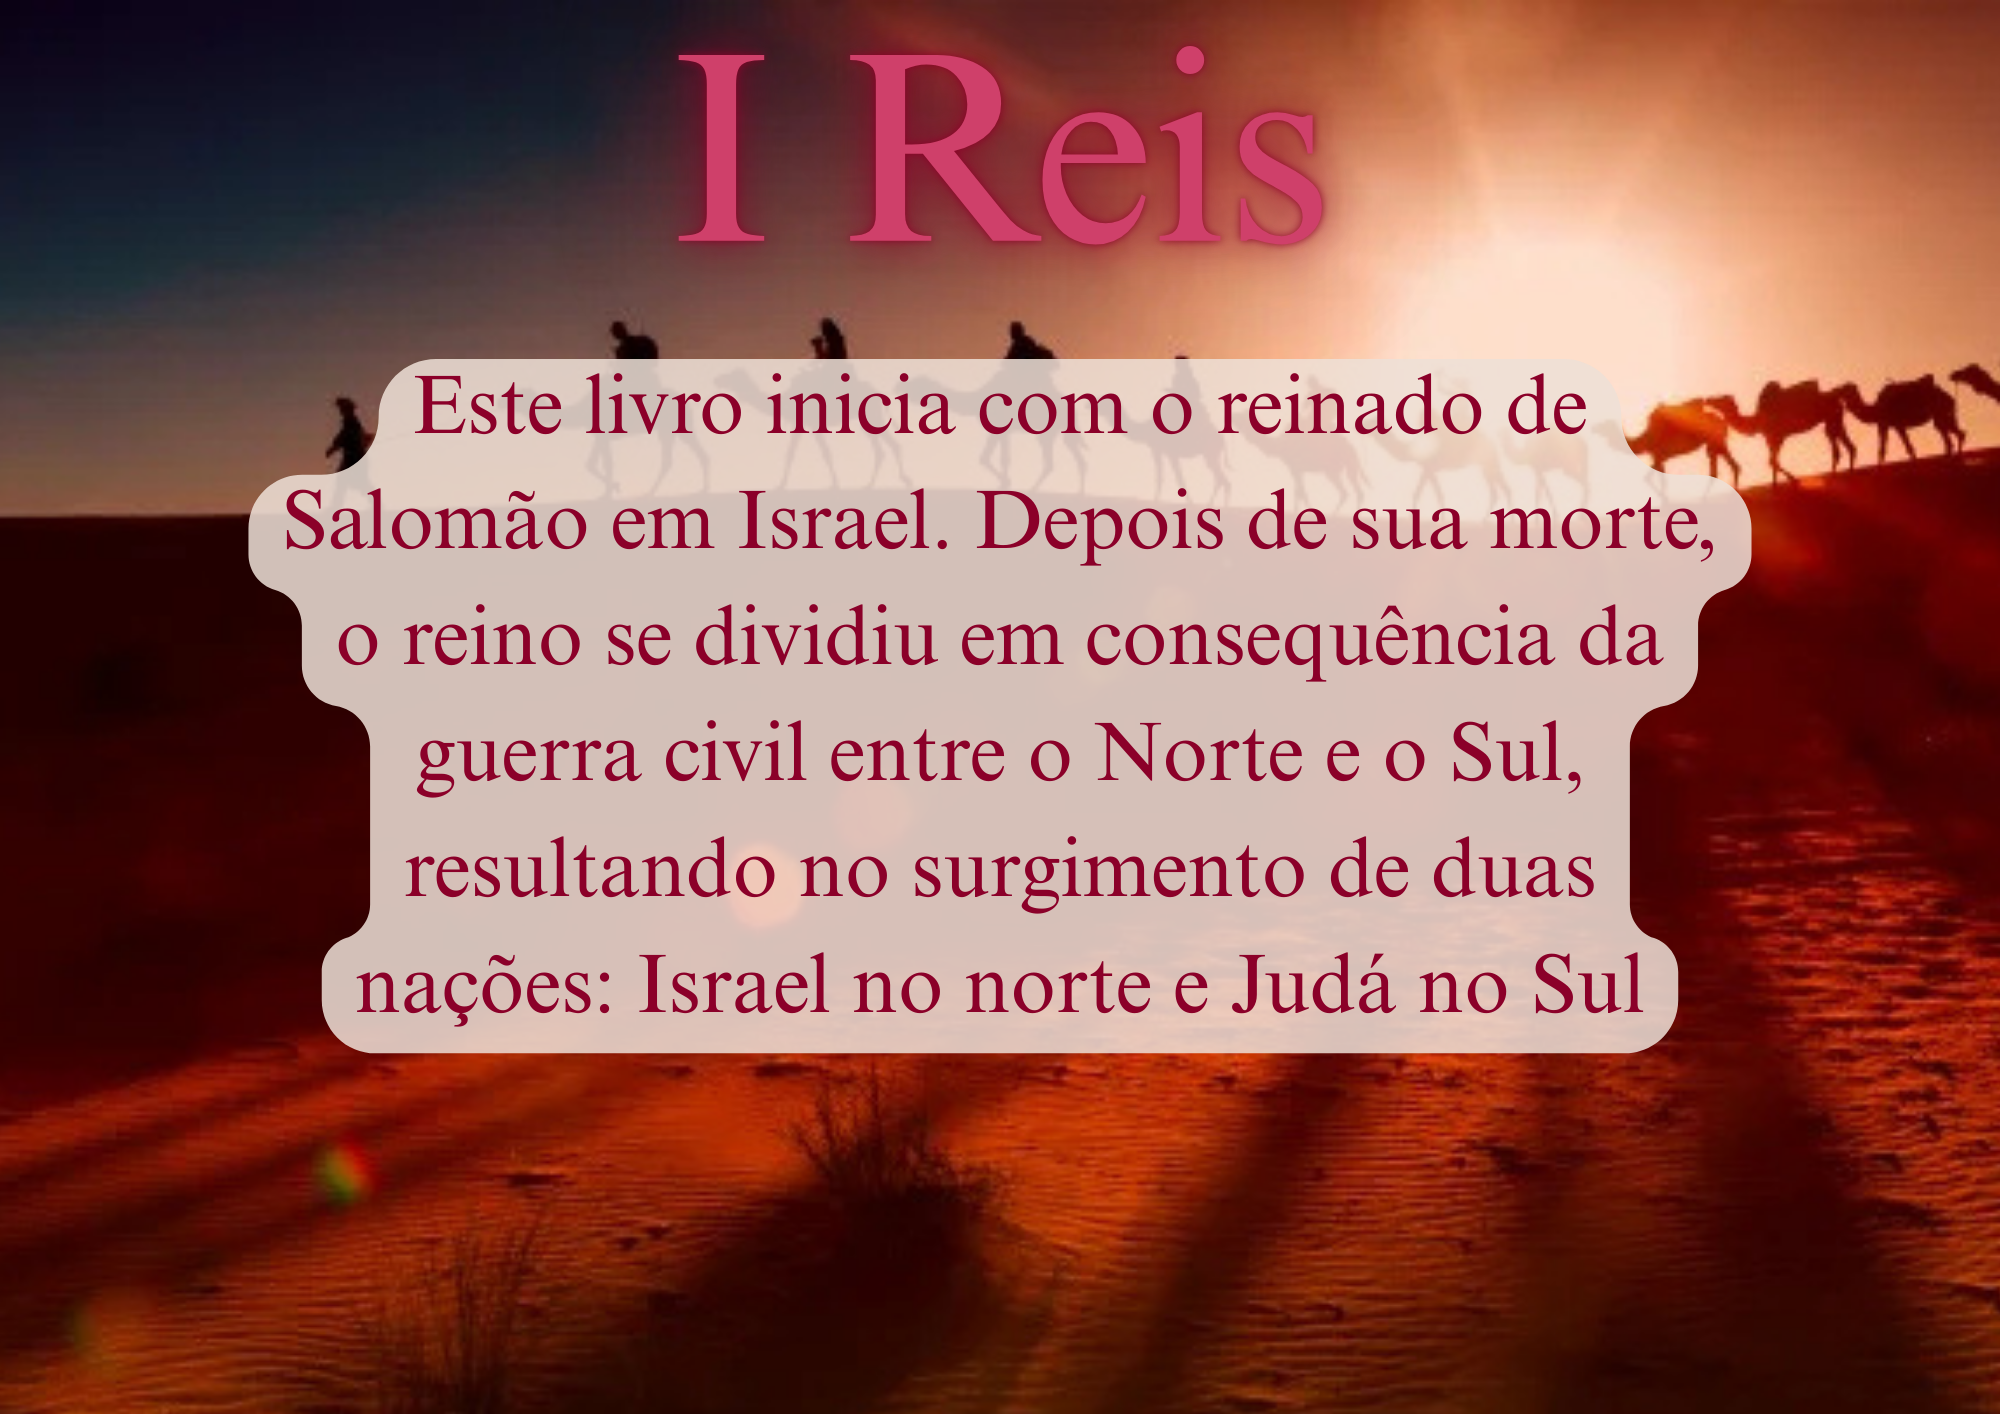 I Reis
Este livro inicia com o reinado de
Salomão em Israel. Depois de sua morte,
o reino se dividiu em consequência da
guerra civil entre o Norte e o Sul,
resultando no surgimento de duas
nações: Israel no norte e Judá no Sul